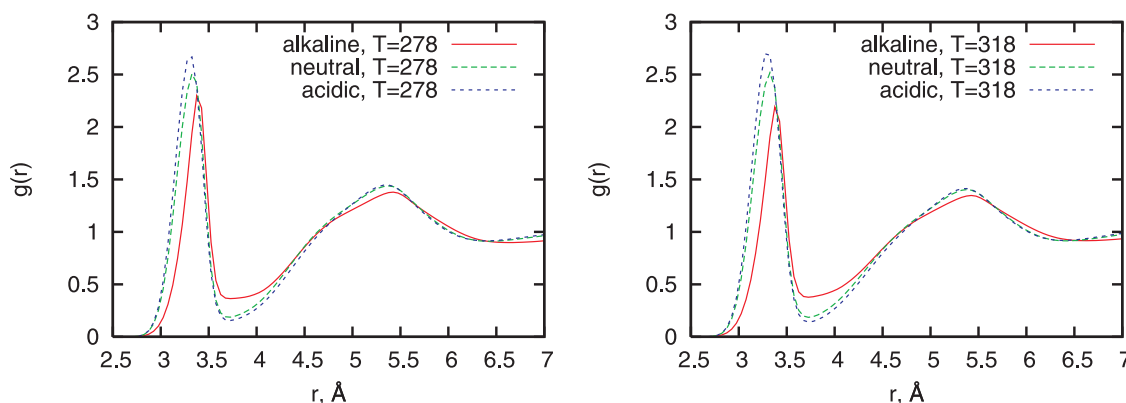 3
2.5
2
1.5
1
0.5
0
g(r)
alkaline, T=278
neutral, T=278
acidic, T=278
2.5 3 3.5 4 4.5 5 5.5 6 6.5 7
r, Å
3
2.5
2
1.5
1
0.5
0
g(r)
alkaline, T=318
neutral, T=318
acidic, T=318
2.5 3 3.5 4 4.5 5 5.5 6 6.5 7
r, Å